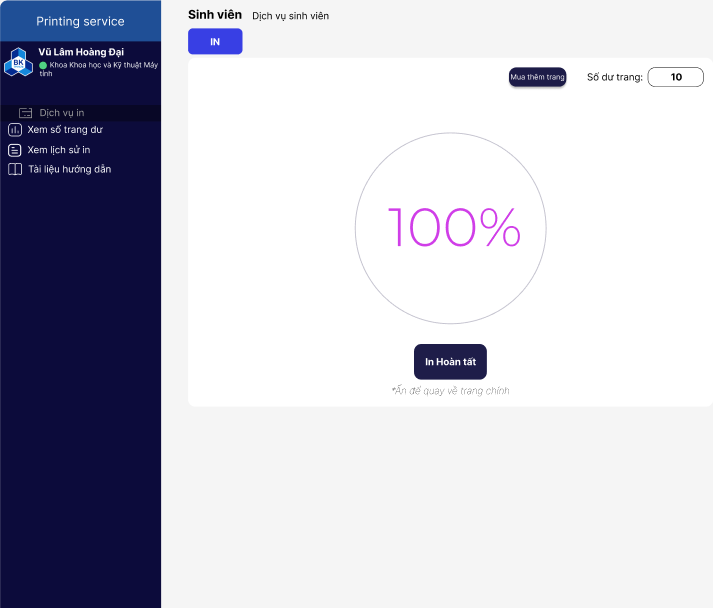 Printing service
Vũ Lâm Hoàng Đại
Khoa Khoa học và Kỹ thuật Máy
tính
BK
Dịch vụ in
Xem số trang dư
Xem lịch sử in
Tài liệu hướng dẫn
Sinh viên Dịch vụ sinh viên
IN
Mua thêm trang Số dư trang: 10
100%
In Hoàn tất
*Ấn để quay về trang chính